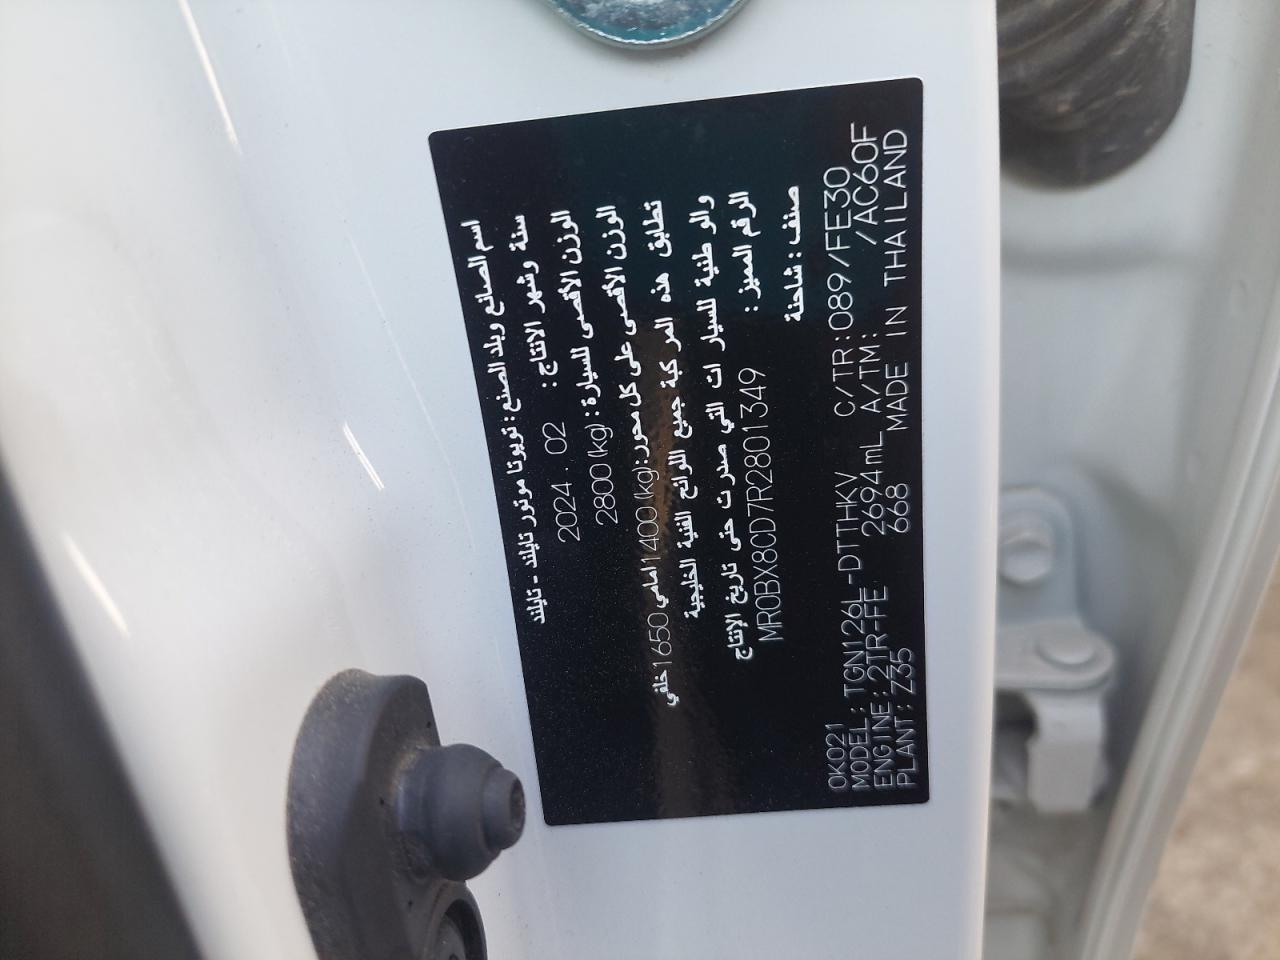 اسم الصانع وبلد الصنع : تويوتا موتور تايلند - تايلند
سنة وشهر الانتاج : 2024 . 02
الوزن الأقصى للسيارة : 2800 (kg)
الوزن الأقصى على كل محور : 1400 (kg) امامي 1650 خلفي
تطابق هذه المركبة جميع اللوائح الفنية الخليجية
والوطنية للسيارات التي صدرت حتى تاريخ الإنتاج
الرقم المميز : MR0BX8CD7R2801349
صنف : شاحنة
0K021
MODEL: TGN126L-DTTHKV C/TR:089/FE30
ENGINE: 2TR-FE 2694mL A/TM: /AC60F
PLANT: Z35 668 MADE IN THAILAND